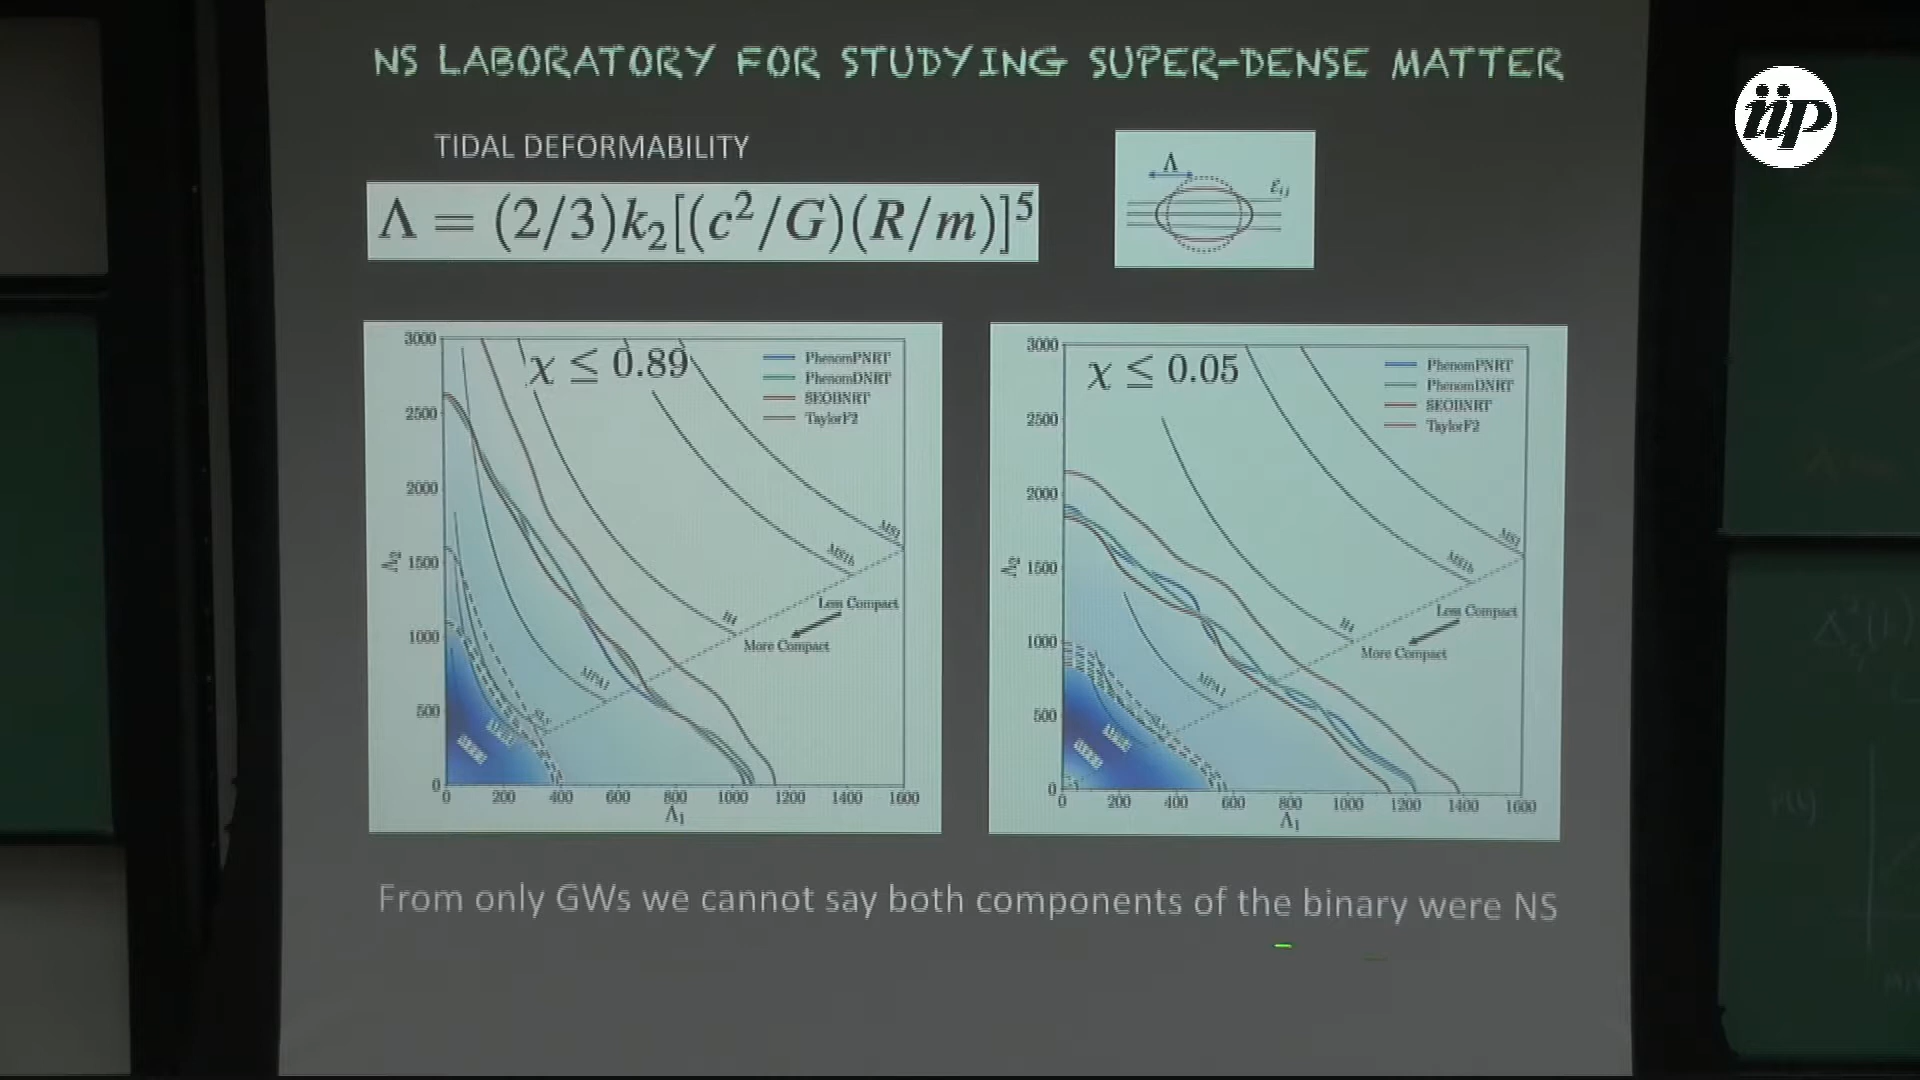 NS LABORATORY FOR STUDYING SUPER-DENSE MATTER
iip
TIDAL DEFORMABILITY
Λ = (2/3)k₂[(c²/G)(R/m)]⁵
Λ
εᵢⱼ
χ ≤ 0.89
PhenomPNRT
PhenomDNRT
SEOBNRT
TaylorF2
3000
2500
2000
1500
1000
500
0
Λ₂
MS1
MS1b
H4
MPA1
SLy
Less Compact
More Compact
0 200 400 600 800 1000 1200 1400 1600
Λ₁
χ ≤ 0.05
PhenomPNRT
PhenomDNRT
SEOBNRT
TaylorF2
3000
2500
2000
1500
1000
500
0
Λ₂
MS1
MS1b
H4
MPA1
SLy
Less Compact
More Compact
0 200 400 600 800 1000 1200 1400 1600
Λ₁
From only GWs we cannot say both components of the binary were NS